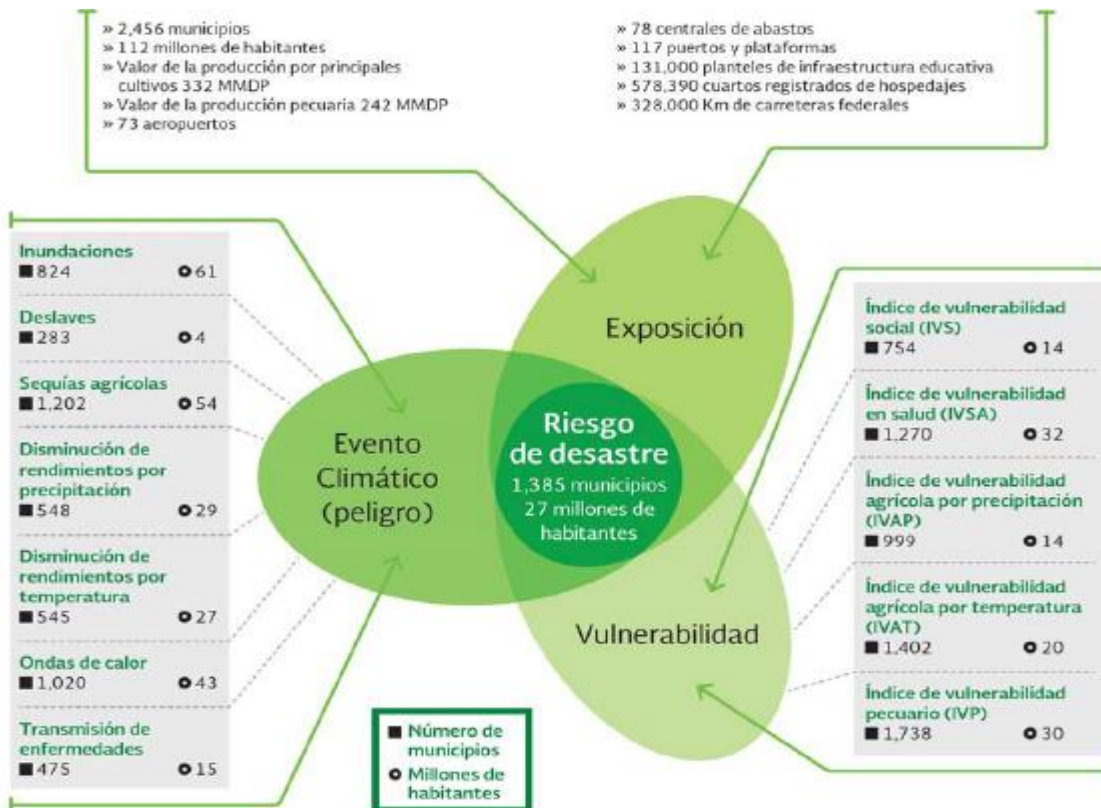 » 2,456 municipios
» 112 millones de habitantes
» Valor de la producción por principales
cultivos 332 MMDP
» Valor de la producción pecuaria 242 MMDP
» 73 aeropuertos
» 78 centrales de abastos
» 117 puertos y plataformas
» 131,000 planteles de infraestructura educativa
» 578,390 cuartos registrados de hospedajes
» 328,000 Km de carreteras federales
Inundaciones
824 61
Deslaves
283 4
Sequías agrícolas
1,202 54
Disminución de
rendimientos por
precipitación
548 29
Disminución de
rendimientos por
temperatura
545 27
Ondas de calor
1,020 43
Transmisión de
enfermedades
475 15
Exposición
Evento
Climático
(peligro)
Riesgo
de desastre
1,385 municipios
27 millones de
habitantes
Vulnerabilidad
Índice de vulnerabilidad
social (IVS)
754 14
Índice de vulnerabilidad
en salud (IVSA)
1,270 32
Índice de vulnerabilidad
agrícola por precipitación
(IVAP)
999 14
Índice de vulnerabilidad
agrícola por temperatura
(IVAT)
1,402 20
Índice de vulnerabilidad
pecuario (IVP)
1,738 30
Número de
municipios
Millones de
habitantes